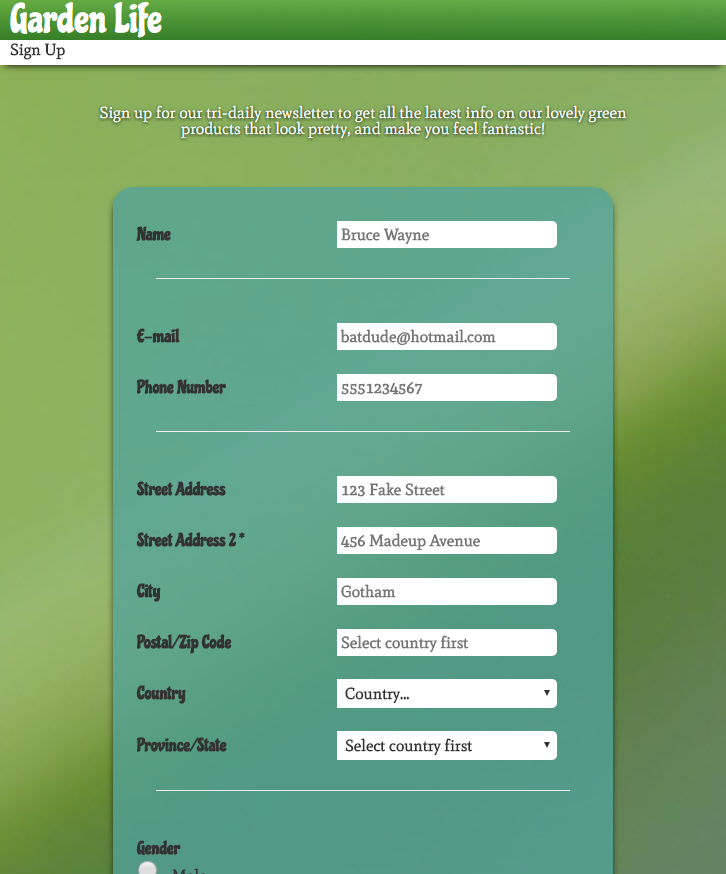 Garden Life
Sign Up
Sign up for our tri-daily newsletter to get all the latest info on our lovely green
products that look pretty, and make you feel fantastic!
Name Bruce Wayne
E-mail batdude@hotmail.com
Phone Number 5551234567
Street Address 123 Fake Street
Street Address 2 * 456 Madeup Avenue
City Gotham
Postal/Zip Code Select country first
Country Country...
Province/State Select country first
Gender